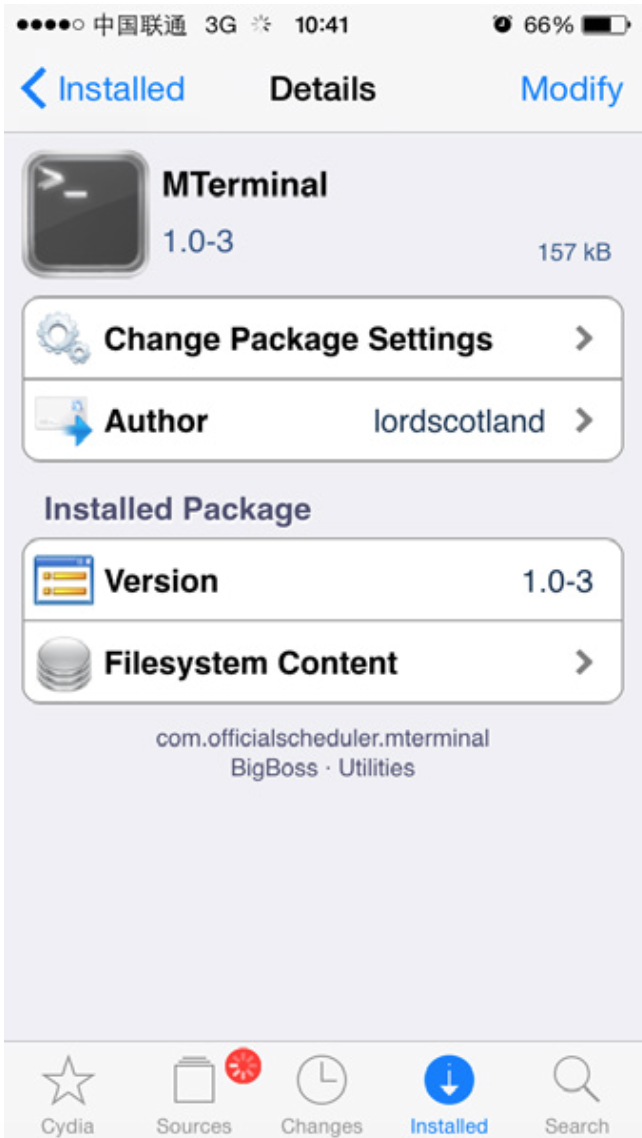 中国联通 3G 10:41 66%
Installed Details Modify
>_
MTerminal
1.0-3 157 kB
Change Package Settings
Author lordscotland
Installed Package
Version 1.0-3
Filesystem Content
com.officialscheduler.mterminal
BigBoss · Utilities
Cydia Sources Changes Installed Search